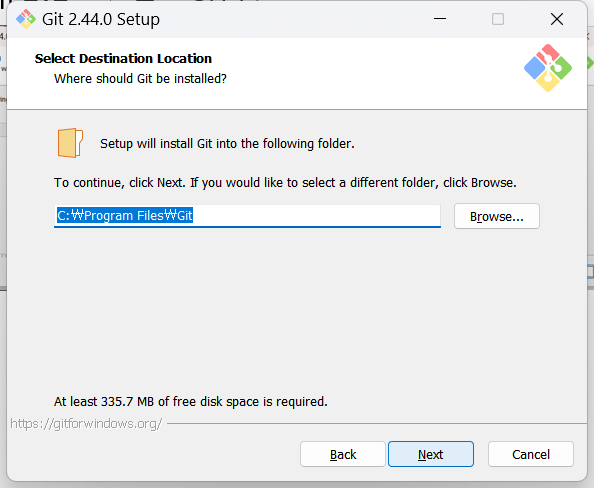 Git 2.44.0 Setup
Select Destination Location
Where should Git be installed?
Setup will install Git into the following folder.
To continue, click Next. If you would like to select a different folder, click Browse.
C:₩Program Files₩Git
Browse...
At least 335.7 MB of free disk space is required.
https://gitforwindows.org/
Back
Next
Cancel